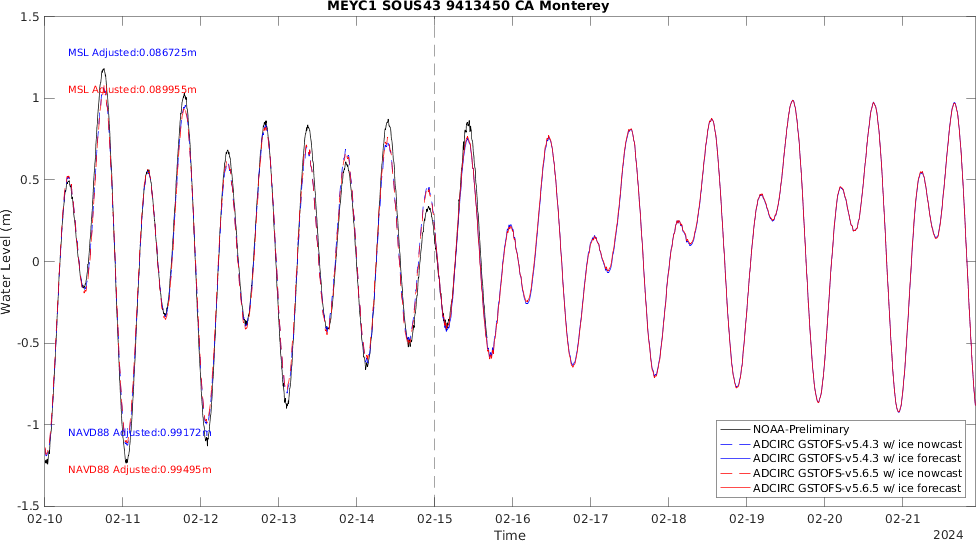 MEYC1 SOUS43 9413450 CA Monterey
1.5
1
0.5
0
-0.5
-1
-1.5
Water Level (m)
MSL Adjusted:0.086725m
MSL Adjusted:0.089955m
NAVD88 Adjusted:0.99172m
NAVD88 Adjusted:0.99495m
NOAA-Preliminary
ADCIRC GSTOFS-v5.4.3 w/ ice nowcast
ADCIRC GSTOFS-v5.4.3 w/ ice forecast
ADCIRC GSTOFS-v5.6.5 w/ ice nowcast
ADCIRC GSTOFS-v5.6.5 w/ ice forecast
02-10 02-11 02-12 02-13 02-14 02-15 02-16 02-17 02-18 02-19 02-20 02-21
Time
2024